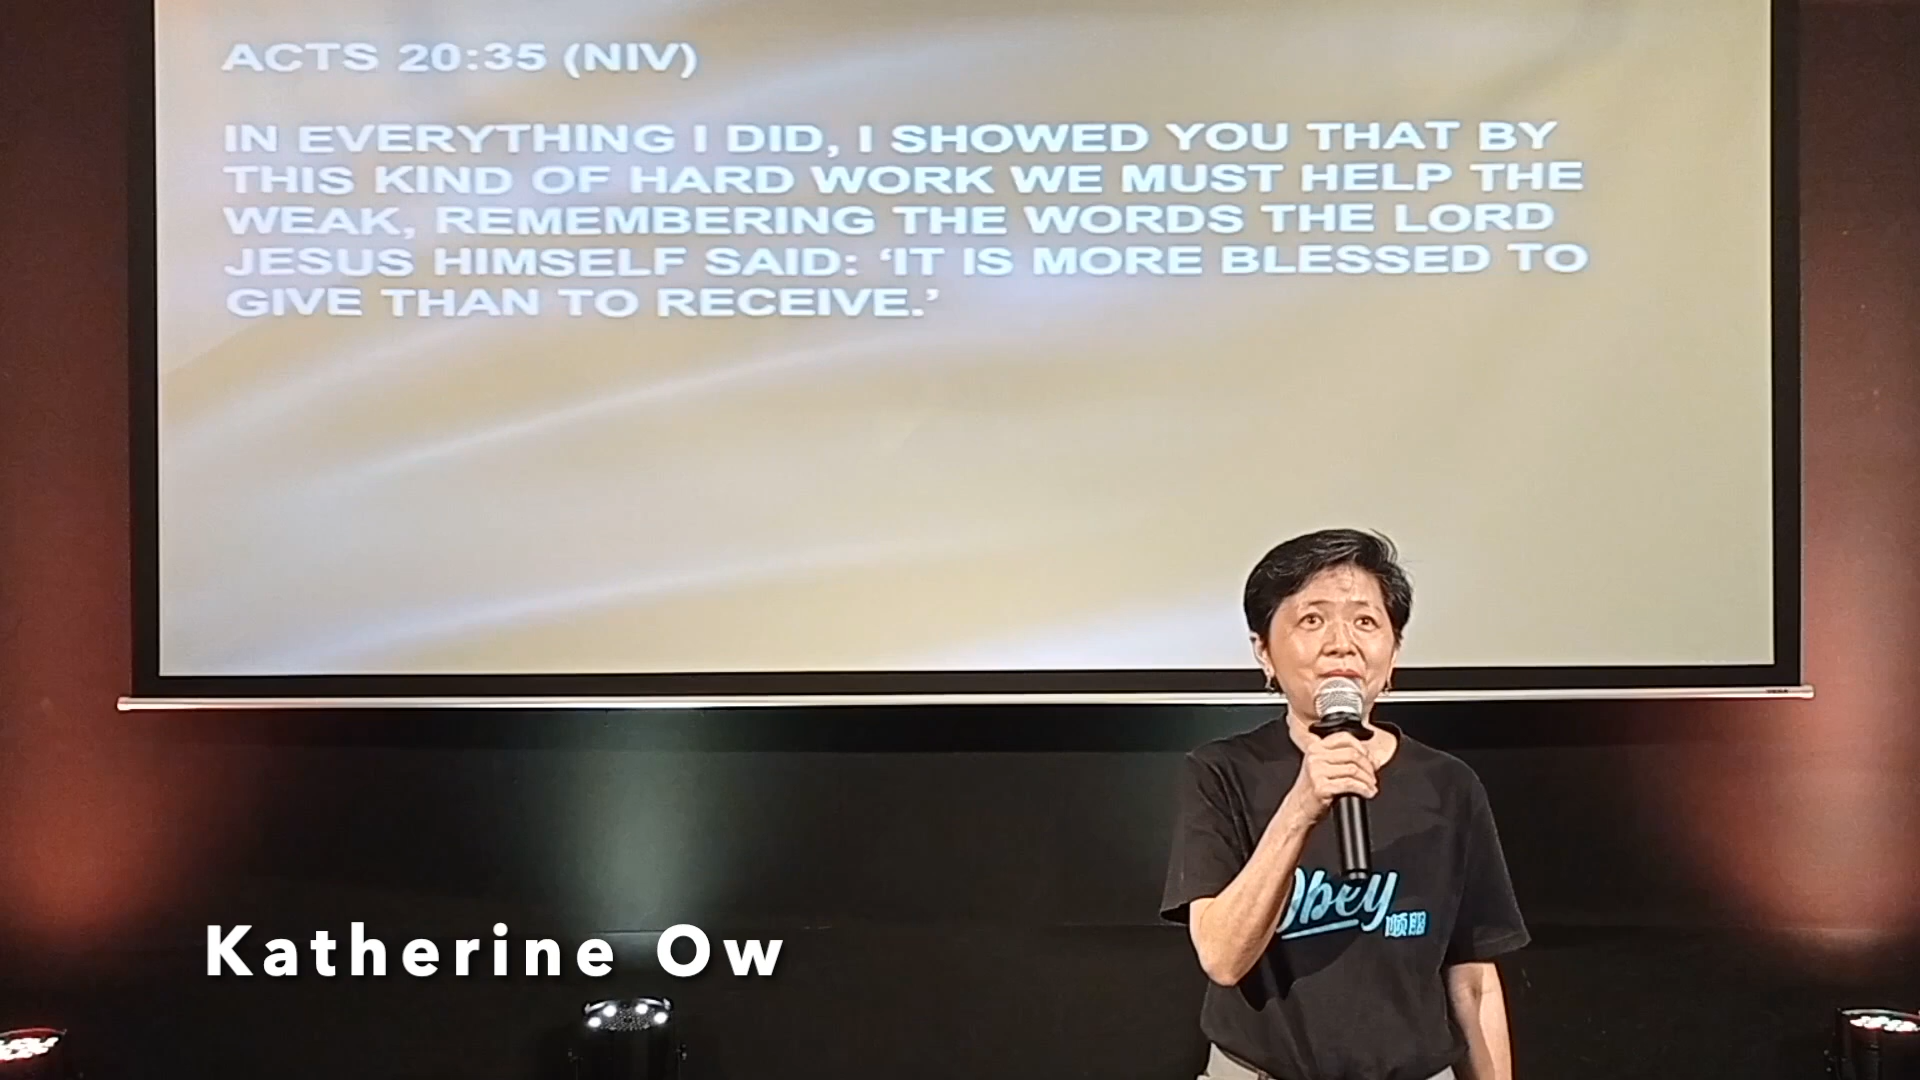 ACTS 20:35 (NIV)
IN EVERYTHING I DID, I SHOWED YOU THAT BY
THIS KIND OF HARD WORK WE MUST HELP THE
WEAK, REMEMBERING THE WORDS THE LORD
JESUS HIMSELF SAID: ‘IT IS MORE BLESSED TO
GIVE THAN TO RECEIVE.’
Obey
顺服
Katherine Ow